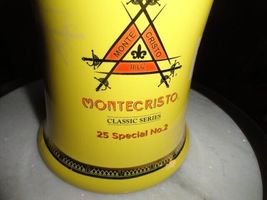 MONTE CRISTO
MONTECRISTO
CLASSIC SERIES
25 Special No.2